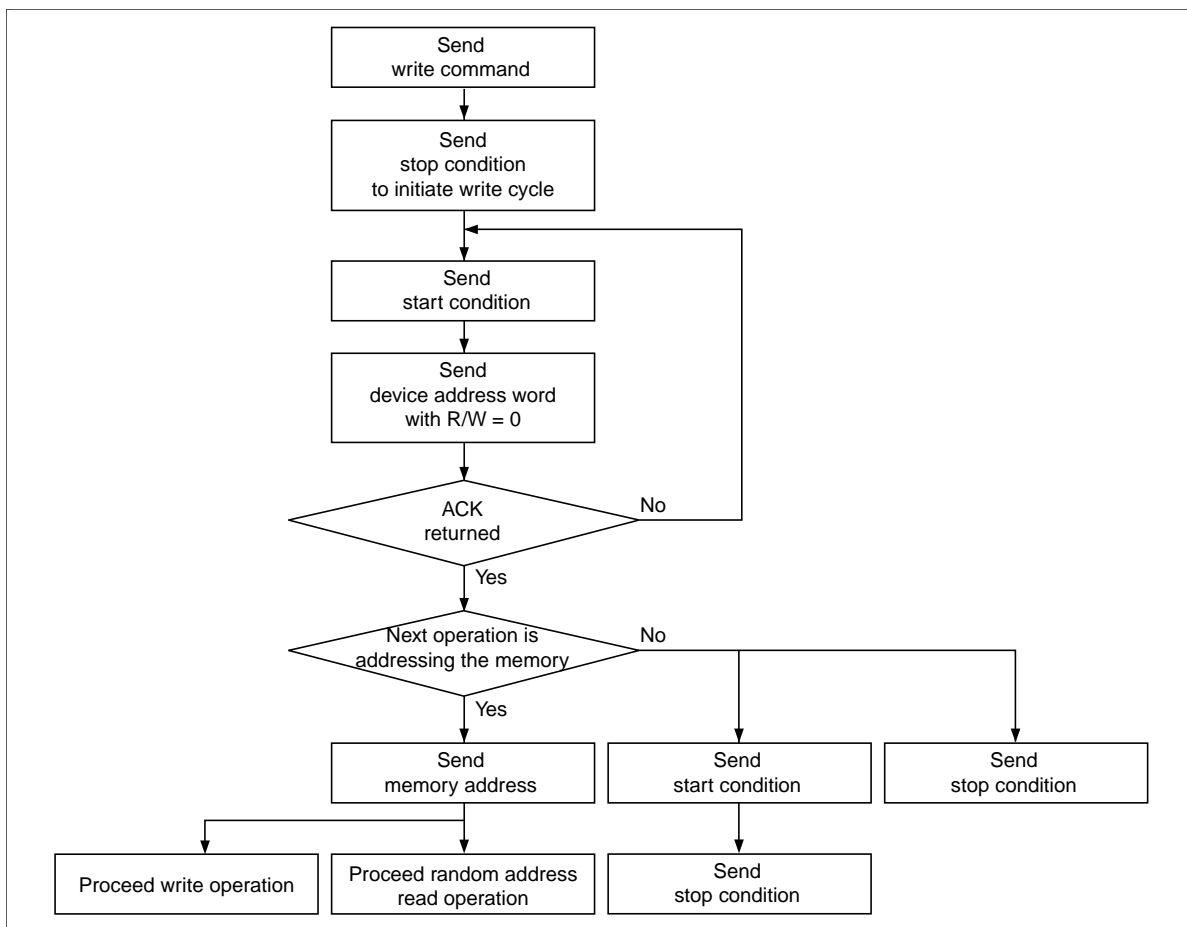 Send
write command
Send
stop condition
to initiate write cycle
Send
start condition
Send
device address word
with R/W = 0
ACK
returned
No
Yes
Next operation is
addressing the memory
No
Yes
Send
memory address
Send
start condition
Send
stop condition
Proceed write operation
Proceed random address
read operation
Send
stop condition